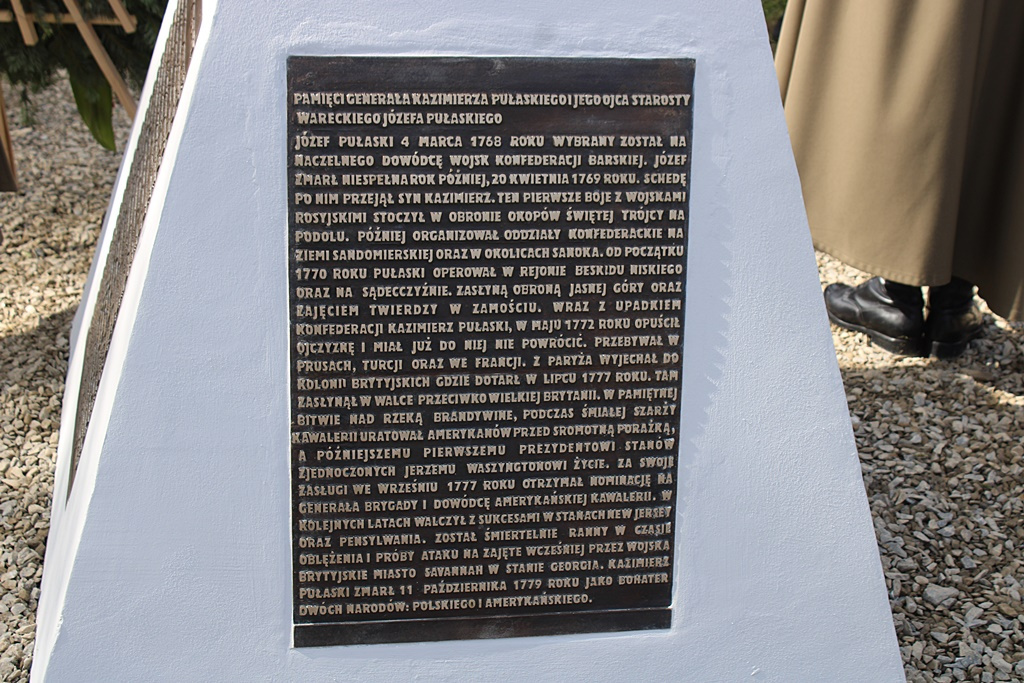 PAMIĘCI GENERAŁA KAZIMIERZA PUŁASKIEGO I JEGO OJCA STAROSTY
WARECKIEGO JÓZEFA PUŁASKIEGO
JÓZEF PUŁASKI 4 MARCA 1768 ROKU WYBRANY ZOSTAŁ NA
NACZELNEGO DOWÓDCĘ WOJSK KONFEDERACJI BARSKIEJ. JÓZEF
ZMARŁ NIESPEŁNA ROK PÓŹNIEJ, 20 KWIETNIA 1769 ROKU. SCHEDĘ
PO NIM PRZEJĄŁ SYN KAZIMIERZ. TEN PIERWSZE BOJE Z WOJSKAMI
ROSYJSKIMI STOCZYŁ W OBRONIE OKOPÓW ŚWIĘTEJ TRÓJCY NA
PODOLU. PÓŹNIEJ ORGANIZOWAŁ ODDZIAŁY KONFEDERACKIE NA
ZIEMI SANDOMIERSKIEJ ORAZ W OKOLICACH SANOKA. OD POCZĄTKU
1770 ROKU PUŁASKI OPEROWAŁ W REJONIE BESKIDU NISKIEGO
ORAZ NA SĄDECCZYŹNIE. ZASŁYNĄ OBRONĄ JASNEJ GÓRY ORAZ
ZAJĘCIEM TWIERDZY W ZAMOŚCIU. WRAZ Z UPADKIEM
KONFEDERACJI KAZIMIERZ PUŁASKI, W MAJU 1772 ROKU OPUŚCIŁ
OJCZYZNĘ I MIAŁ JUŻ DO NIEJ NIE POWRÓCIĆ. PRZEBYWAŁ W
PRUSACH, TURCJI ORAZ WE FRANCJI. Z PARYŻA WYJECHAŁ DO
KOLONII BRYTYJSKICH GDZIE DOTARŁ W LIPCU 1777 ROKU. TAM
ZASŁYNĄŁ W WALCE PRZECIWKO WIELKIEJ BRYTANII. W PAMIĘTNEJ
BITWIE NAD RZEKĄ BRANDYWINE, PODCZAS ŚMIAŁEJ SZARŻY
KAWALERII URATOWAŁ AMERYKANÓW PRZED SROMOTNĄ PORAŻKĄ,
A PÓŹNIEJSZEMU PIERWSZEMU PREZYDENTOWI STANÓW
ZJEDNOCZONYCH JERZEMU WASZYNGTONOWI ŻYCIE. ZA SWOJE
ZASŁUGI WE WRZEŚNIU 1777 ROKU OTRZYMAŁ NOMINACJĘ NA
GENERAŁA BRYGADY I DOWÓDCĘ AMERYKAŃSKIEJ KAWALERII. W
KOLEJNYCH LATACH WALCZYŁ Z SUKCESAMI W STANACH NEW JERSEY
ORAZ PENSYLWANIA. ZOSTAŁ ŚMIERTELNIE RANNY W CZASIE
OBLĘŻENIA I PRÓBY ATAKU NA ZAJĘTE WCZEŚNIEJ PRZEZ WOJSKA
BRYTYJSKIE MIASTO SAVANNAH W STANIE GEORGIA. KAZIMIERZ
PUŁASKI ZMARŁ 11 PAŹDZIERNIKA 1779 ROKU JAKO BOHATER
DWÓCH NARODÓW: POLSKIEGO I AMERYKAŃSKIEGO.